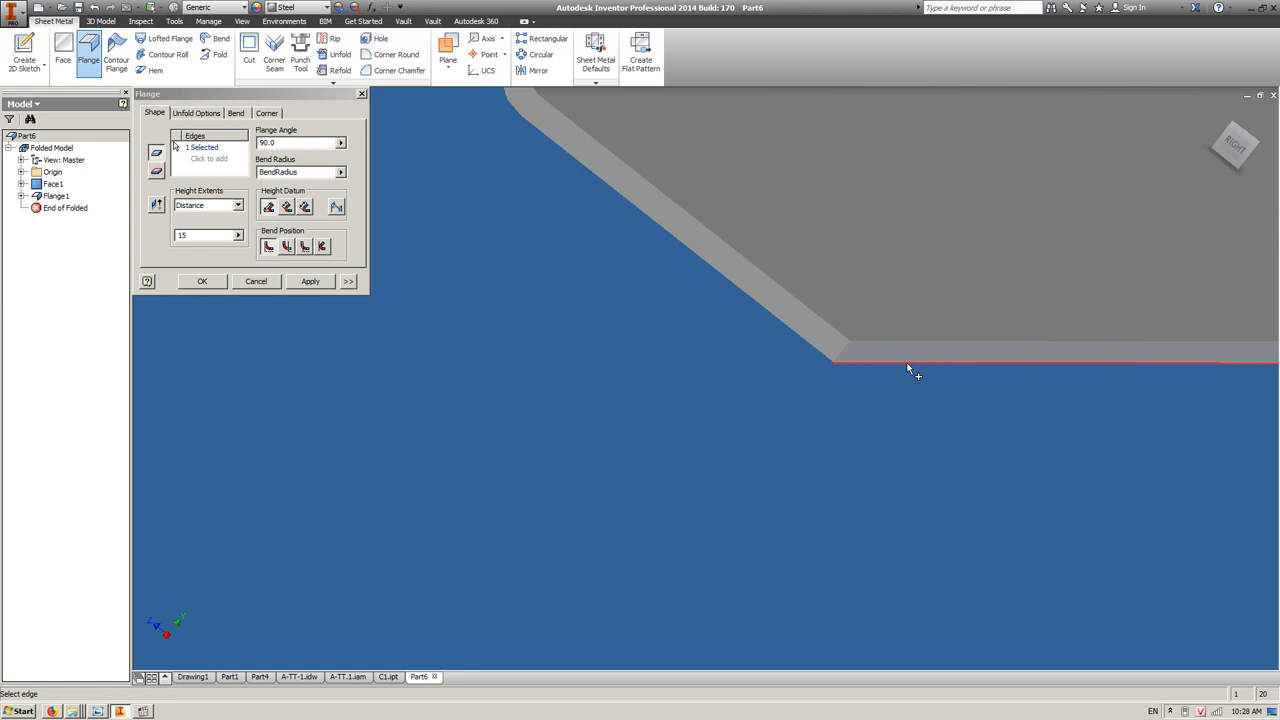 Generic
Steel
Autodesk Inventor Professional 2014 Build: 170 Part6
Type a keyword or phrase
Sign In
PRO
Sheet Metal
3D Model
Inspect
Tools
Manage
View
Environments
BIM
Get Started
Vault
Vault
Autodesk 360
Create
2D Sketch
Face
Flange
Contour
Flange
Lofted Flange
Contour Roll
Hem
Bend
Fold
Cut
Corner
Seam
Punch
Tool
Rip
Unfold
Refold
Hole
Corner Round
Corner Chamfer
Plane
Axis
Point
UCS
Rectangular
Circular
Mirror
Sheet Metal
Defaults
Create
Flat Pattern
Model
Part6
Folded Model
View: Master
Origin
Face1
Flange1
End of Folded
Flange
Shape
Unfold Options
Bend
Corner
Edges
1 Selected
Click to add
Flange Angle
90.0
Bend Radius
BendRadius
Height Extents
Distance
15
Height Datum
Bend Position
OK
Cancel
Apply
>>
RIGHT
Z
Y
Drawing1
Part1
Part4
A-TT-1.idw
A-TT.1.iam
C1.ipt
Part6
Select edge
1
20
Start
EN
10:28 AM